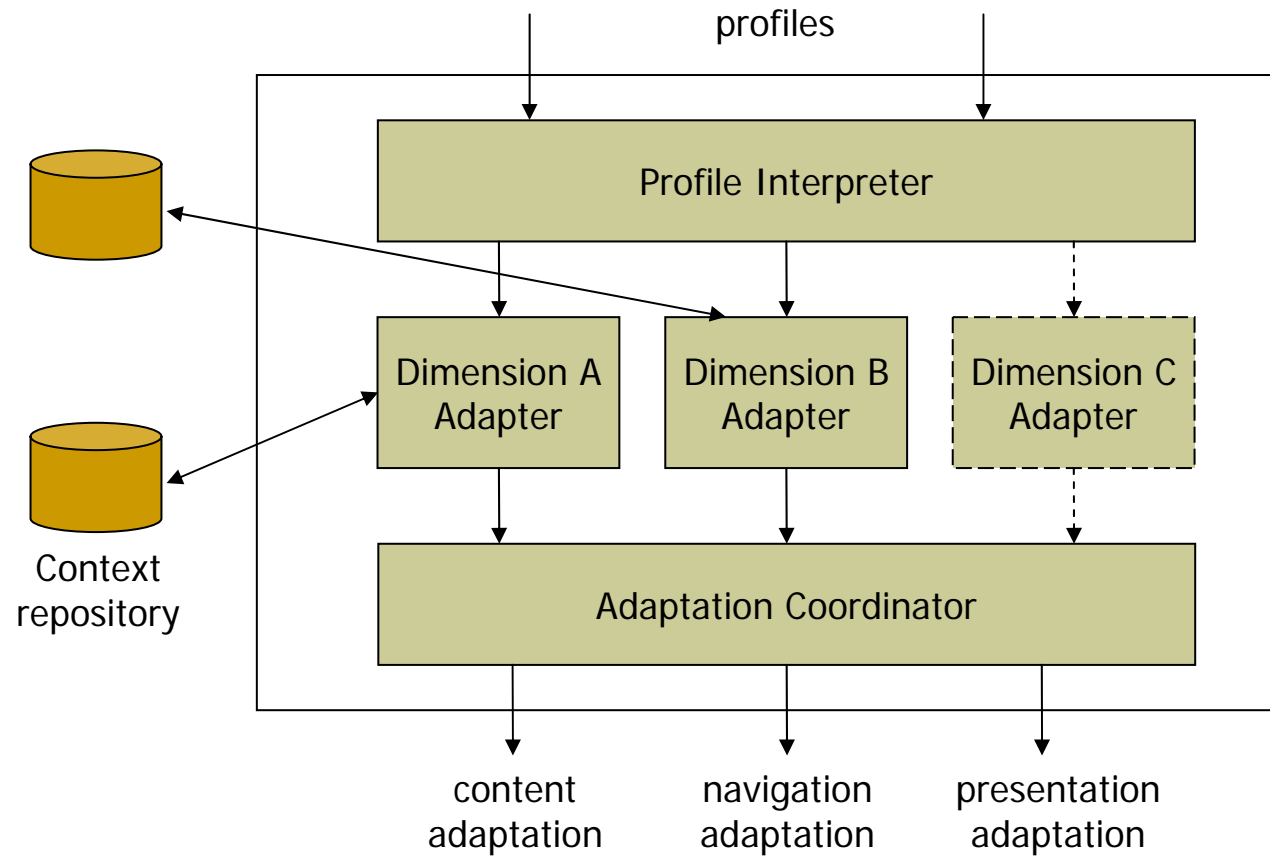 profiles
Profile Interpreter
Dimension A
Adapter
Dimension B
Adapter
Dimension C
Adapter
Context
repository
Adaptation Coordinator
content
adaptation
navigation
adaptation
presentation
adaptation